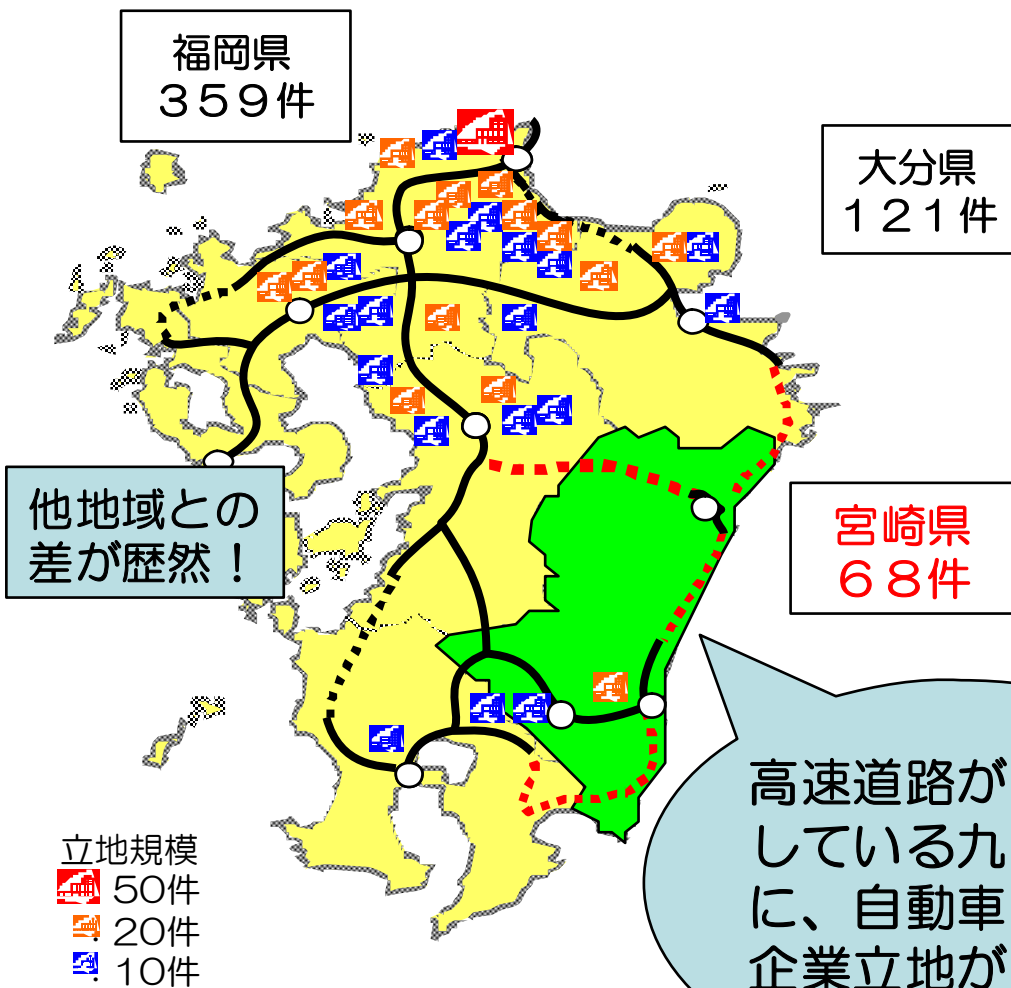 福岡県
３５９件
大分県
１２１件
他地域との
差が歴然！
宮崎県
６８件
高速道路が
している九
に、自動車
企業立地が
立地規模
50件
20件
10件